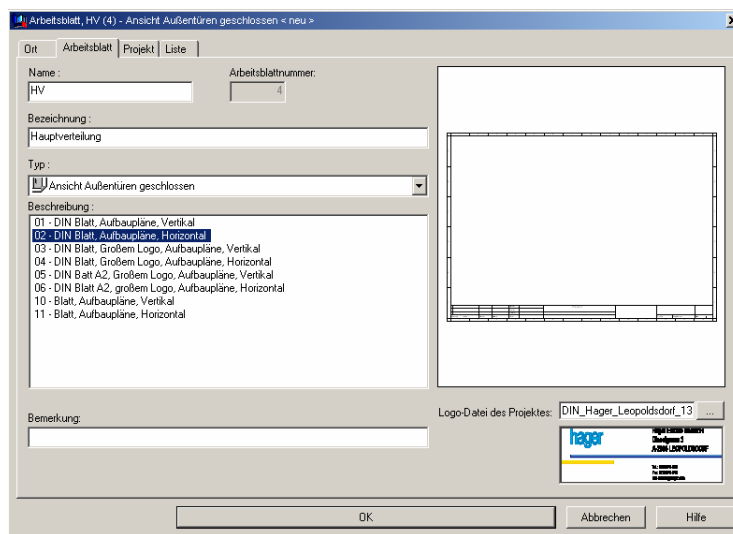 Arbeitsblatt, HV (4) - Ansicht Außentüren geschlossen < neu >
Ort Arbeitsblatt Projekt Liste
Name : Arbeitsblattnummer:
HV 4
Bezeichnung :
Hauptverteilung
Typ :
Ansicht Außentüren geschlossen
Beschreibung :
01 - DIN Blatt, Aufbaupläne, Vertikal
02 - DIN Blatt, Aufbaupläne, Horizontal
03 - DIN Blatt, Großem Logo, Aufbaupläne, Vertikal
04 - DIN Blatt, Großem Logo, Aufbaupläne, Horizontal
05 - DIN Batt A2, Großem Logo, Aufbaupläne, Vertikal
06 - DIN Blatt A2, großem Logo, Aufbaupläne, Horizontal
10 - Blatt, Aufbaupläne, Vertikal
11 - Blatt, Aufbaupläne, Horizontal
Logo-Datei des Projektes: DIN_Hager_Leopoldsdorf_13 ...
Bemerkung:
hager
OK Abbrechen Hilfe